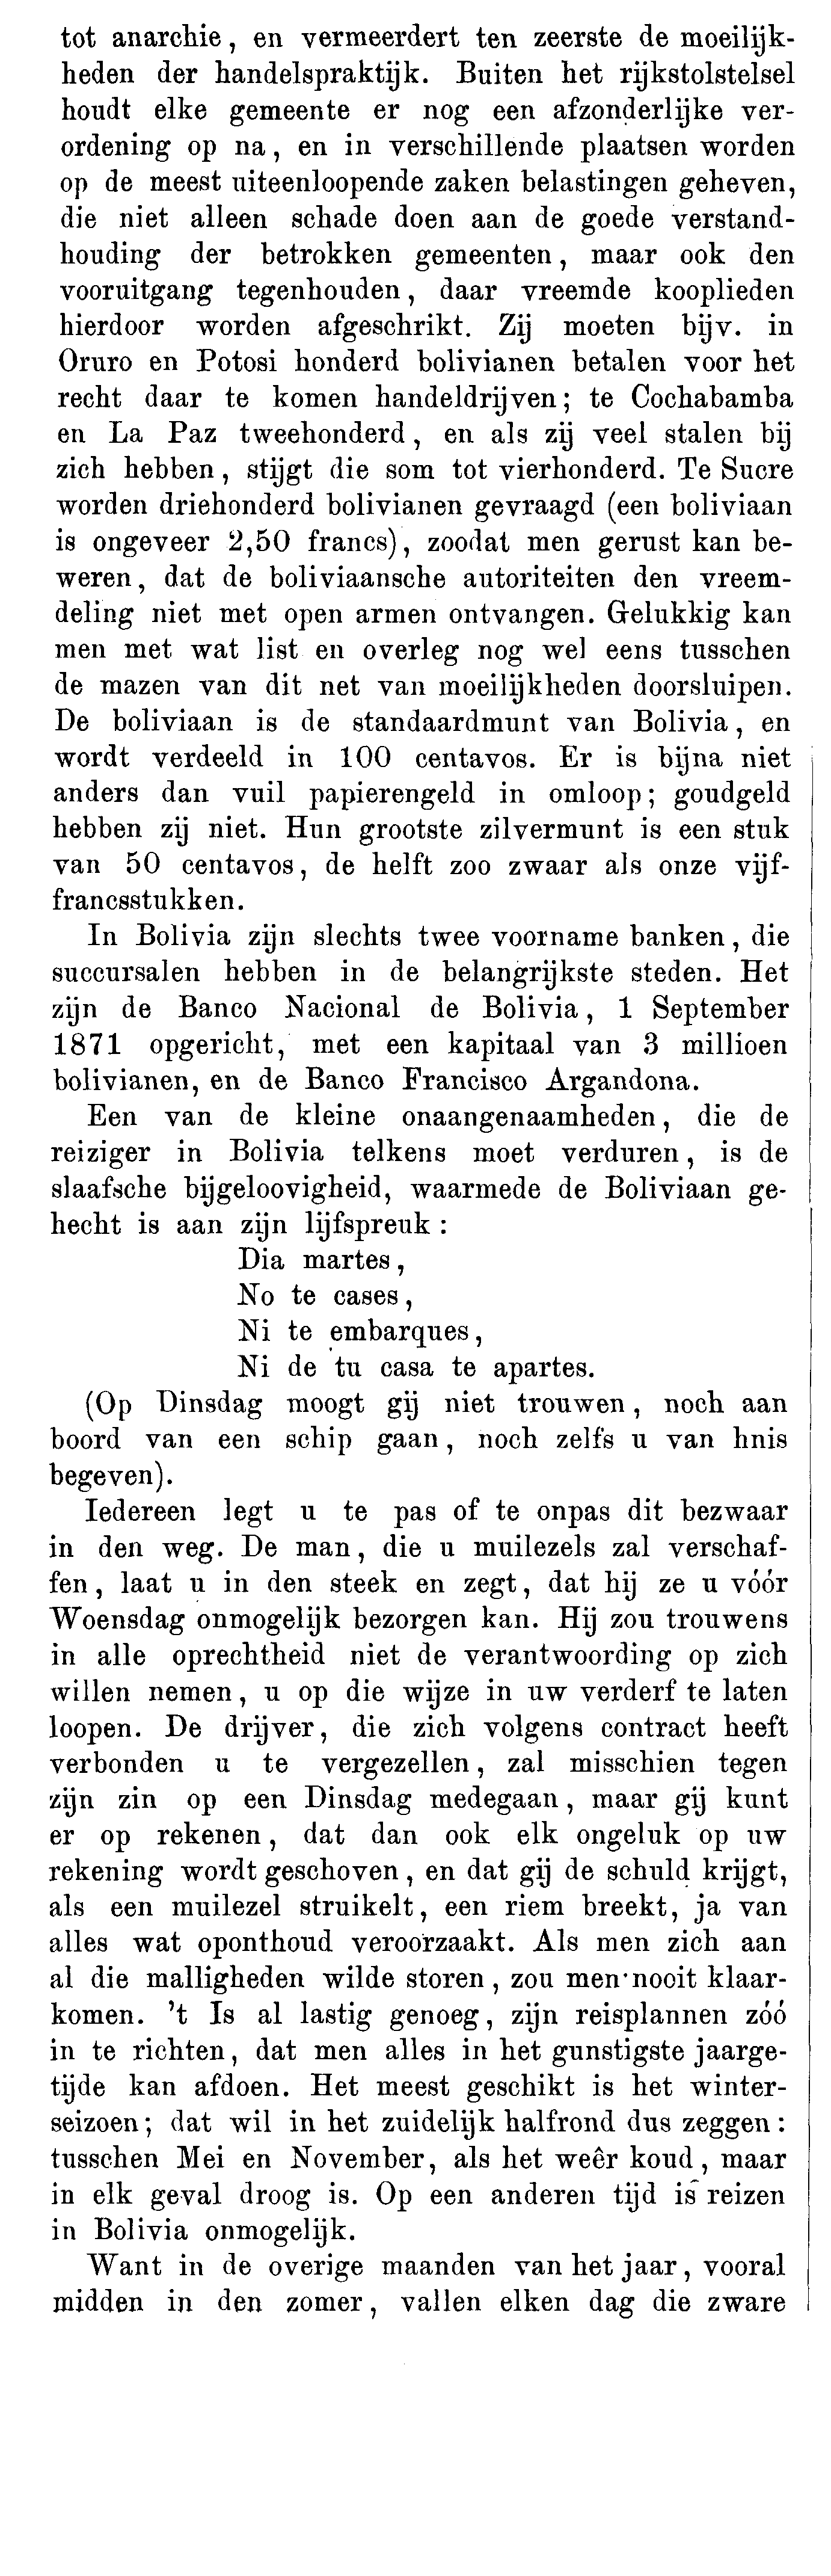 tot anarchie, en vermeerdert ten zeerste de moeilijk-
heden der handelspraktijk. Buiten het rijkstolstelsel
houdt elke gemeente er nog een afzonderlijke ver-
ordening op na, en in verschillende plaatsen worden
op de meest uiteenloopende zaken belastingen geheven,
die niet alleen schade doen aan de goede verstand-
houding der betrokken gemeenten, maar ook den
vooruitgang tegenhouden, daar vreemde kooplieden
hierdoor worden afgeschrikt. Zij moeten bijv. in
Oruro en Potosi honderd bolivianen betalen voor het
recht daar te komen handeldrijven; te Cochabamba
en La Paz tweehonderd, en als zij veel stalen bij
zich hebben, stijgt die som tot vierhonderd. Te Sucre
worden driehonderd bolivianen gevraagd (een boliviaan
is ongeveer 2,50 francs), zoodat men gerust kan be-
weren, dat de boliviaansche autoriteiten den vreem-
deling niet met open armen ontvangen. Gelukkig kan
men met wat list en overleg nog wel eens tusschen
de mazen van dit net van moeilijkheden doorsluipen.
De boliviaan is de standaardmunt van Bolivia, en
wordt verdeeld in 100 centavos. Er is bijna niet
anders dan vuil papierengeld in omloop; goudgeld
hebben zij niet. Hun grootste zilvermunt is een stuk
van 50 centavos, de helft zoo zwaar als onze vijf-
francsstukken.
In Bolivia zijn slechts twee voorname banken, die
succursalen hebben in de belangrijkste steden. Het
zijn de Banco Nacional de Bolivia, 1 September
1871 opgericht, met een kapitaal van 3 millioen
bolivianen, en de Banco Francisco Argandona.
Een van de kleine onaangenaamheden, die de
reiziger in Bolivia telkens moet verduren, is de
slaafsche bijgeloovigheid, waarmede de Boliviaan ge-
hecht is aan zijn lijfspreuk:
Dia martes,
No te cases,
Ni te embarques,
Ni de tu casa te apartes.
(Op Dinsdag moogt gij niet trouwen, noch aan
boord van een schip gaan, noch zelfs u van hnis
begeven).
Iedereen legt u te pas of te onpas dit bezwaar
in den weg. De man, die u muilezels zal verschaf-
fen, laat u in den steek en zegt, dat hij ze u vóór
Woensdag onmogelijk bezorgen kan. Hij zou trouwens
in alle oprechtheid niet de verantwoording op zich
willen nemen, u op die wijze in uw verderf te laten
loopen. De drijver, die zich volgens contract heeft
verbonden u te vergezellen, zal misschien tegen
zijn zin op een Dinsdag medegaan, maar gij kunt
er op rekenen, dat dan ook elk ongeluk op uw
rekening wordt geschoven, en dat gij de schuld krijgt,
als een muilezel struikelt, een riem breekt, ja van
alles wat oponthoud veroorzaakt. Als men zich aan
al die malligheden wilde storen, zou men nooit klaar-
komen. 't Is al lastig genoeg, zijn reisplannen zóó
in te richten, dat men alles in het gunstigste jaarge-
tijde kan afdoen. Het meest geschikt is het winter-
seizoen; dat wil in het zuidelijk halfrond dus zeggen:
tusschen Mei en November, als het weêr koud, maar
in elk geval droog is. Op een anderen tijd is reizen
in Bolivia onmogelijk.
Want in de overige maanden van het jaar, vooral
midden in den zomer, vallen elken dag die zware